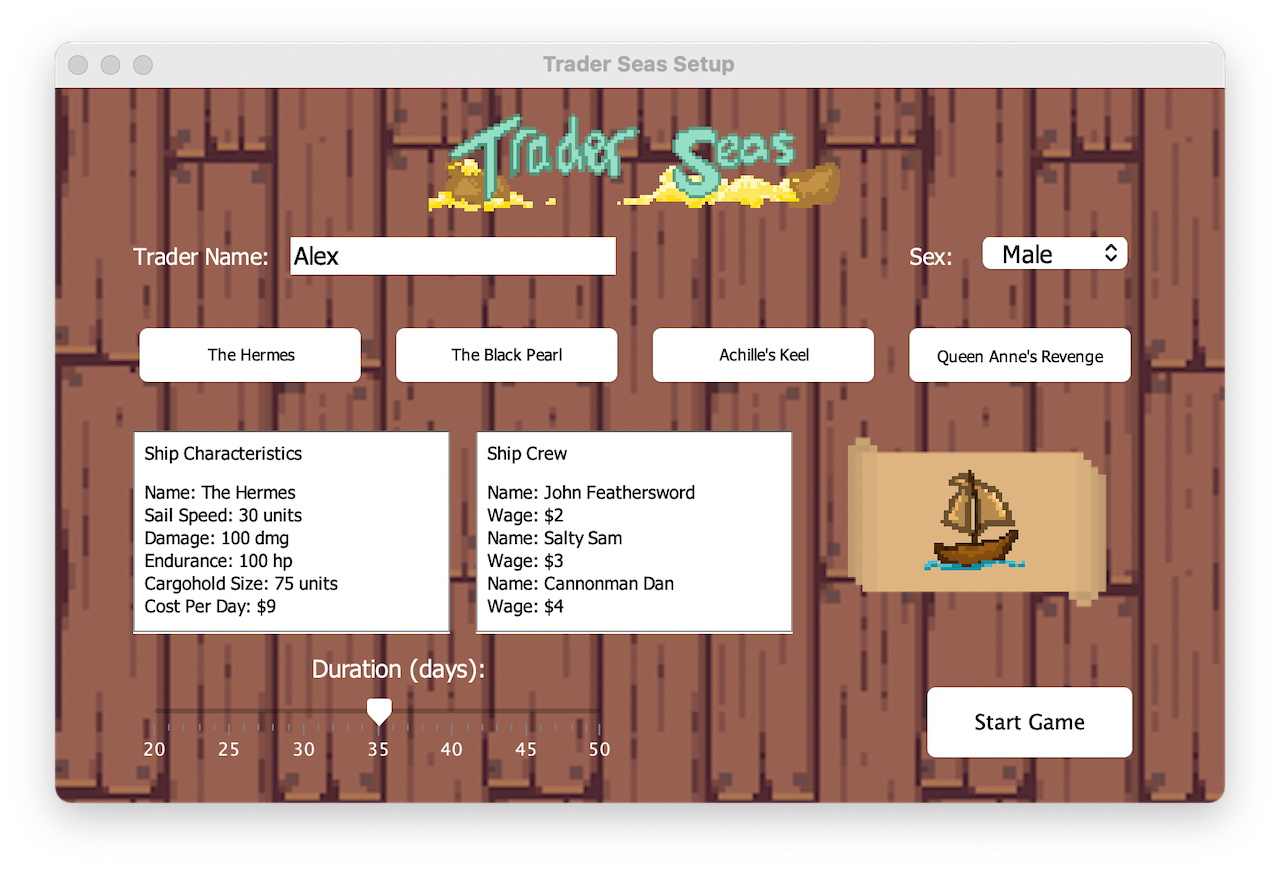 Trader Seas Setup
Trader Seas
Trader Name: Alex
Sex: Male
The Hermes
The Black Pearl
Achille's Keel
Queen Anne's Revenge
Ship Characteristics
Name: The Hermes
Sail Speed: 30 units
Damage: 100 dmg
Endurance: 100 hp
Cargohold Size: 75 units
Cost Per Day: $9
Ship Crew
Name: John Feathersword
Wage: $2
Name: Salty Sam
Wage: $3
Name: Cannonman Dan
Wage: $4
Duration (days):
20 25 30 35 40 45 50
Start Game